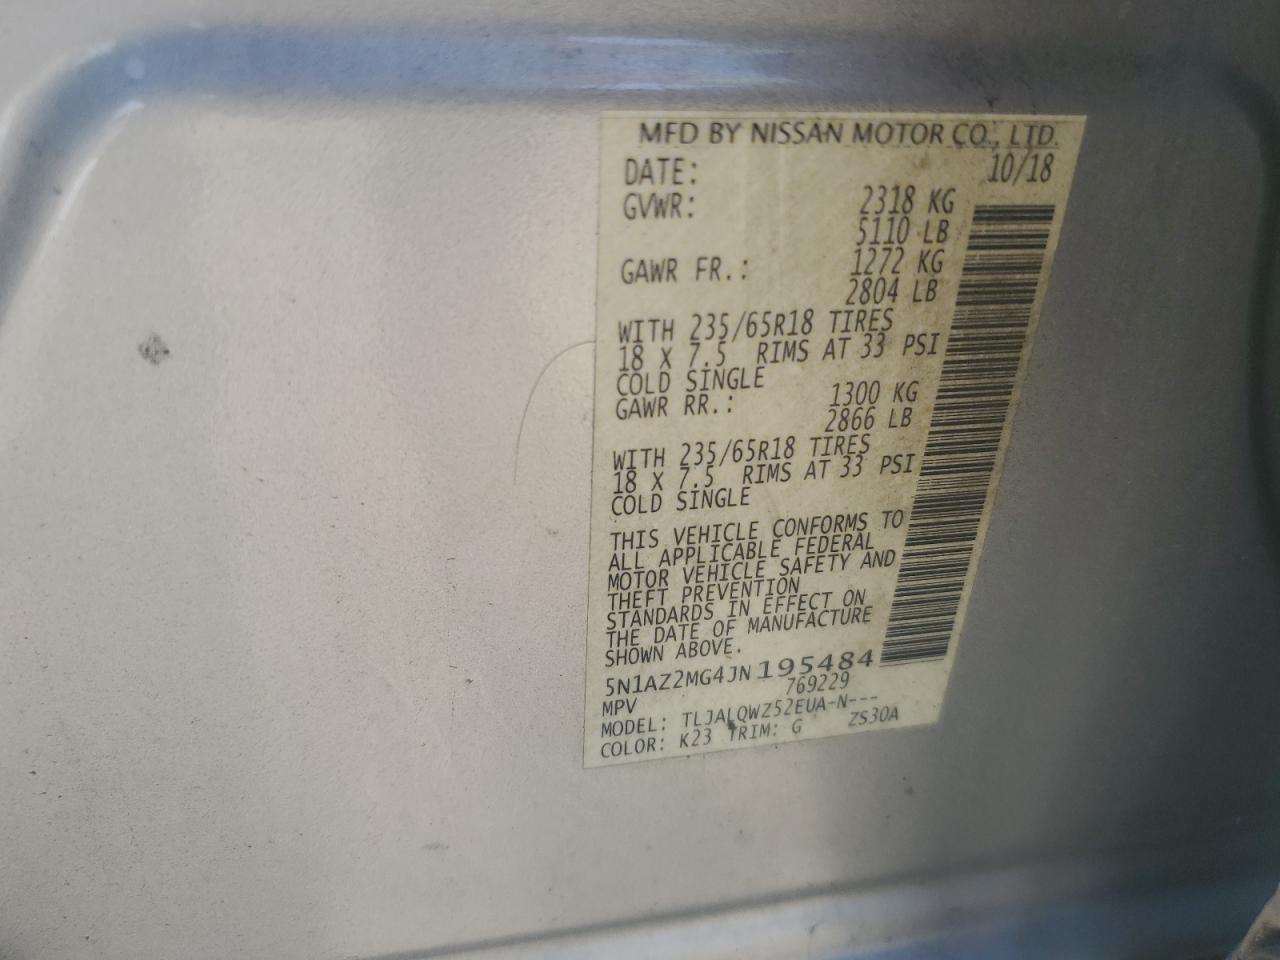 MFD BY NISSAN MOTOR CO., LTD.
DATE: 10/18
GVWR: 2318 KG
5110 LB
GAWR FR.: 1272 KG
2804 LB
WITH 235/65R18 TIRES
18 X 7.5 RIMS AT 33 PSI
COLD SINGLE
GAWR RR.: 1300 KG
2866 LB
WITH 235/65R18 TIRES
18 X 7.5 RIMS AT 33 PSI
COLD SINGLE
THIS VEHICLE CONFORMS TO
ALL APPLICABLE FEDERAL
MOTOR VEHICLE SAFETY AND
THEFT PREVENTION
STANDARDS IN EFFECT ON
THE DATE OF MANUFACTURE
SHOWN ABOVE.
5N1AZ2MG4JN195484
MPV 769229
MODEL: TLJALQWZ52EUA-N---
COLOR: K23 TRIM: G ZS30A